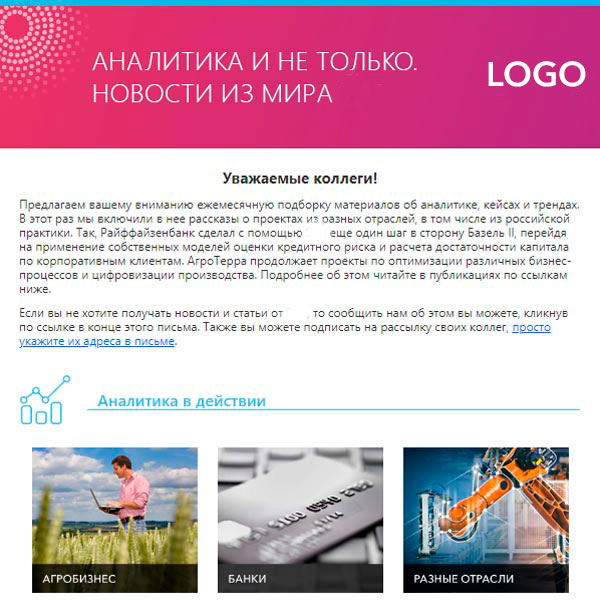 АНАЛИТИКА И НЕ ТОЛЬКО.
НОВОСТИ ИЗ МИРА
LOGO
Уважаемые коллеги!
Предлагаем вашему вниманию ежемесячную подборку материалов об аналитике, кейсах и трендах.
В этот раз мы включили в нее рассказы о проектах из разных отраслей, в том числе из российской
практики. Так, Райффайзенбанк сделал с помощью еще один шаг в сторону Базель II, перейдя
на применение собственных моделей оценки кредитного риска и расчета достаточности капитала
по корпоративным клиентам. АгроТерра продолжает проекты по оптимизации различных бизнес-
процессов и цифровизации производства. Подробнее об этом читайте в публикациях по ссылкам
ниже.
Если вы не хотите получать новости и статьи от , то сообщить нам об этом вы можете, кликнув
по ссылке в конце этого письма. Также вы можете подписать на рассылку своих коллег, просто
укажите их адреса в письме.
Аналитика в действии
АГРОБИЗНЕС
БАНКИ
РАЗНЫЕ ОТРАСЛИ